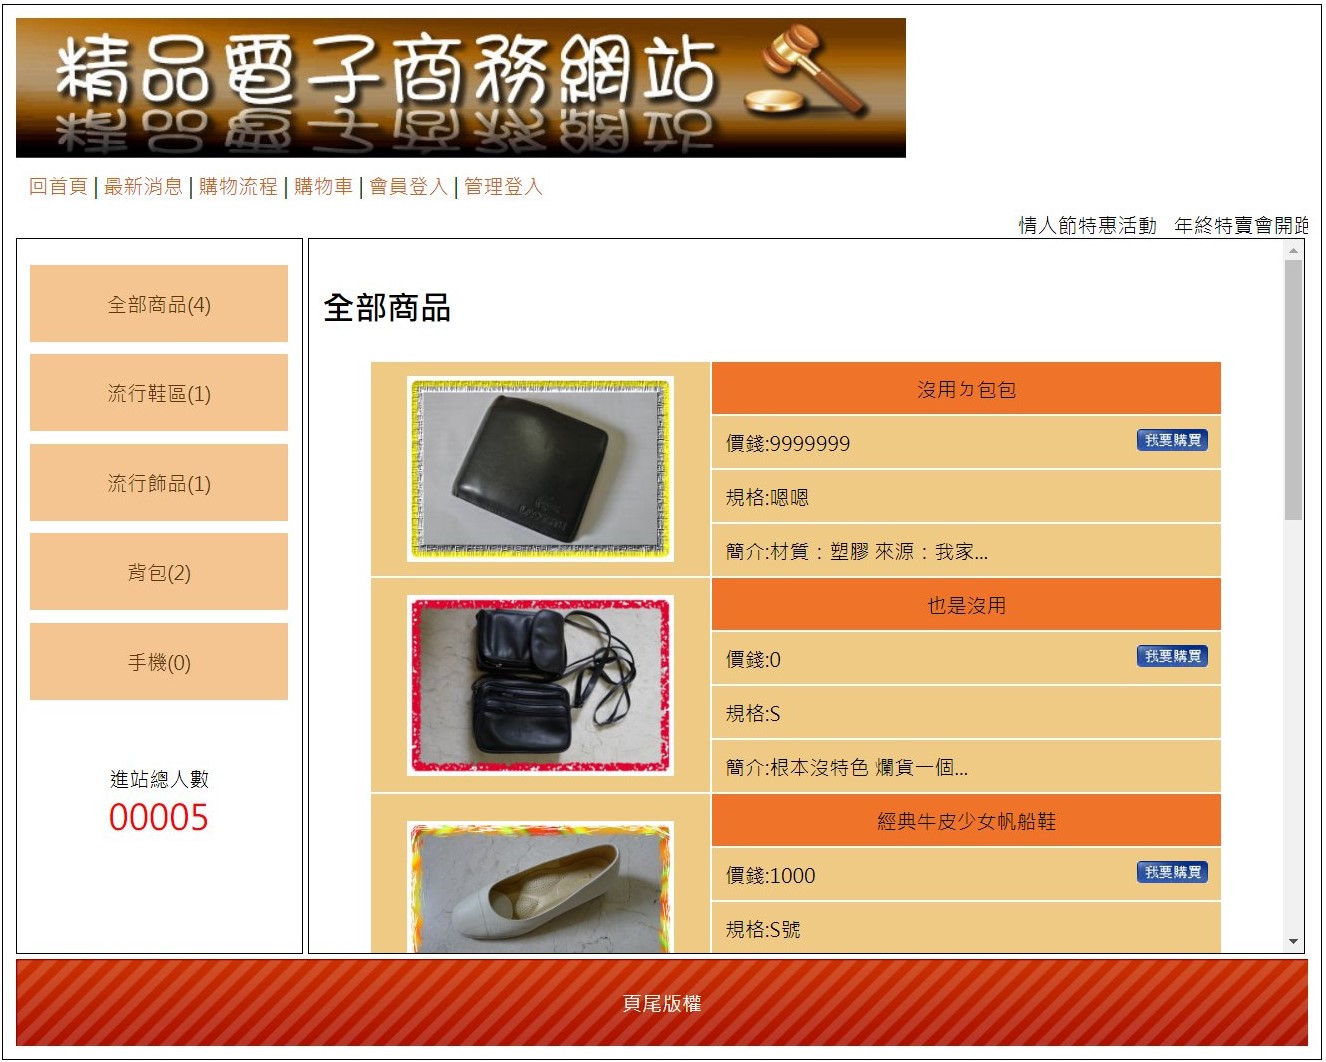 精品電子商務網站
回首頁 | 最新消息 | 購物流程 | 購物車 | 會員登入 | 管理登入
情人節特惠活動 年終特賣會開跑
全部商品(4)
流行鞋區(1)
流行飾品(1)
背包(2)
手機(0)
進站總人數
00005
全部商品
沒用ㄉ包包
價錢:9999999
我要購買
規格:嗯嗯
簡介:材質：塑膠 來源：我家...
也是沒用
價錢:0
我要購買
規格:S
簡介:根本沒特色 爛貨一個...
經典牛皮少女帆船鞋
價錢:1000
我要購買
規格:S號
頁尾版權